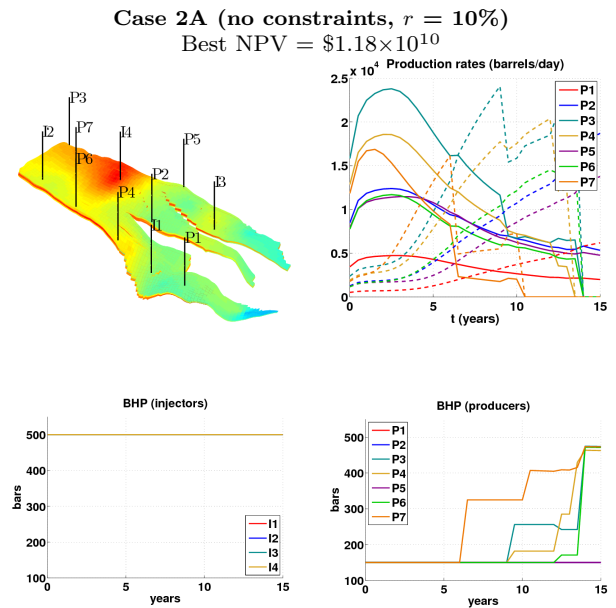 Case 2A (no constraints, r = 10%)
Best NPV = $1.18×10^10
P3
I2
P7
I4
P6
P5
P2
I3
P4
I1
P1
x 10^4
Production rates (barrels/day)
2.5
2
1.5
1
0.5
0
0
5
10
15
t (years)
P1
P2
P3
P4
P5
P6
P7
BHP (injectors)
bars
500
400
300
200
100
0
5
10
15
years
I1
I2
I3
I4
BHP (producers)
bars
500
400
300
200
100
0
5
10
15
years
P1
P2
P3
P4
P5
P6
P7